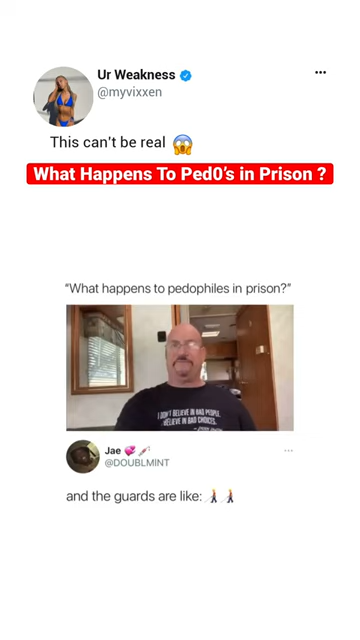 Ur Weakness
@myvixxen
This can't be real 😱
What Happens To Ped0's in Prison ?
"What happens to pedophiles in prison?"
I DON'T BELIEVE IN BAD PEOPLE,
BELIEVE IN BAD CHOICES.
Jae 💞 💉
@DOUBLMINT
and the guards are like: 👨‍🦯👨‍🦯